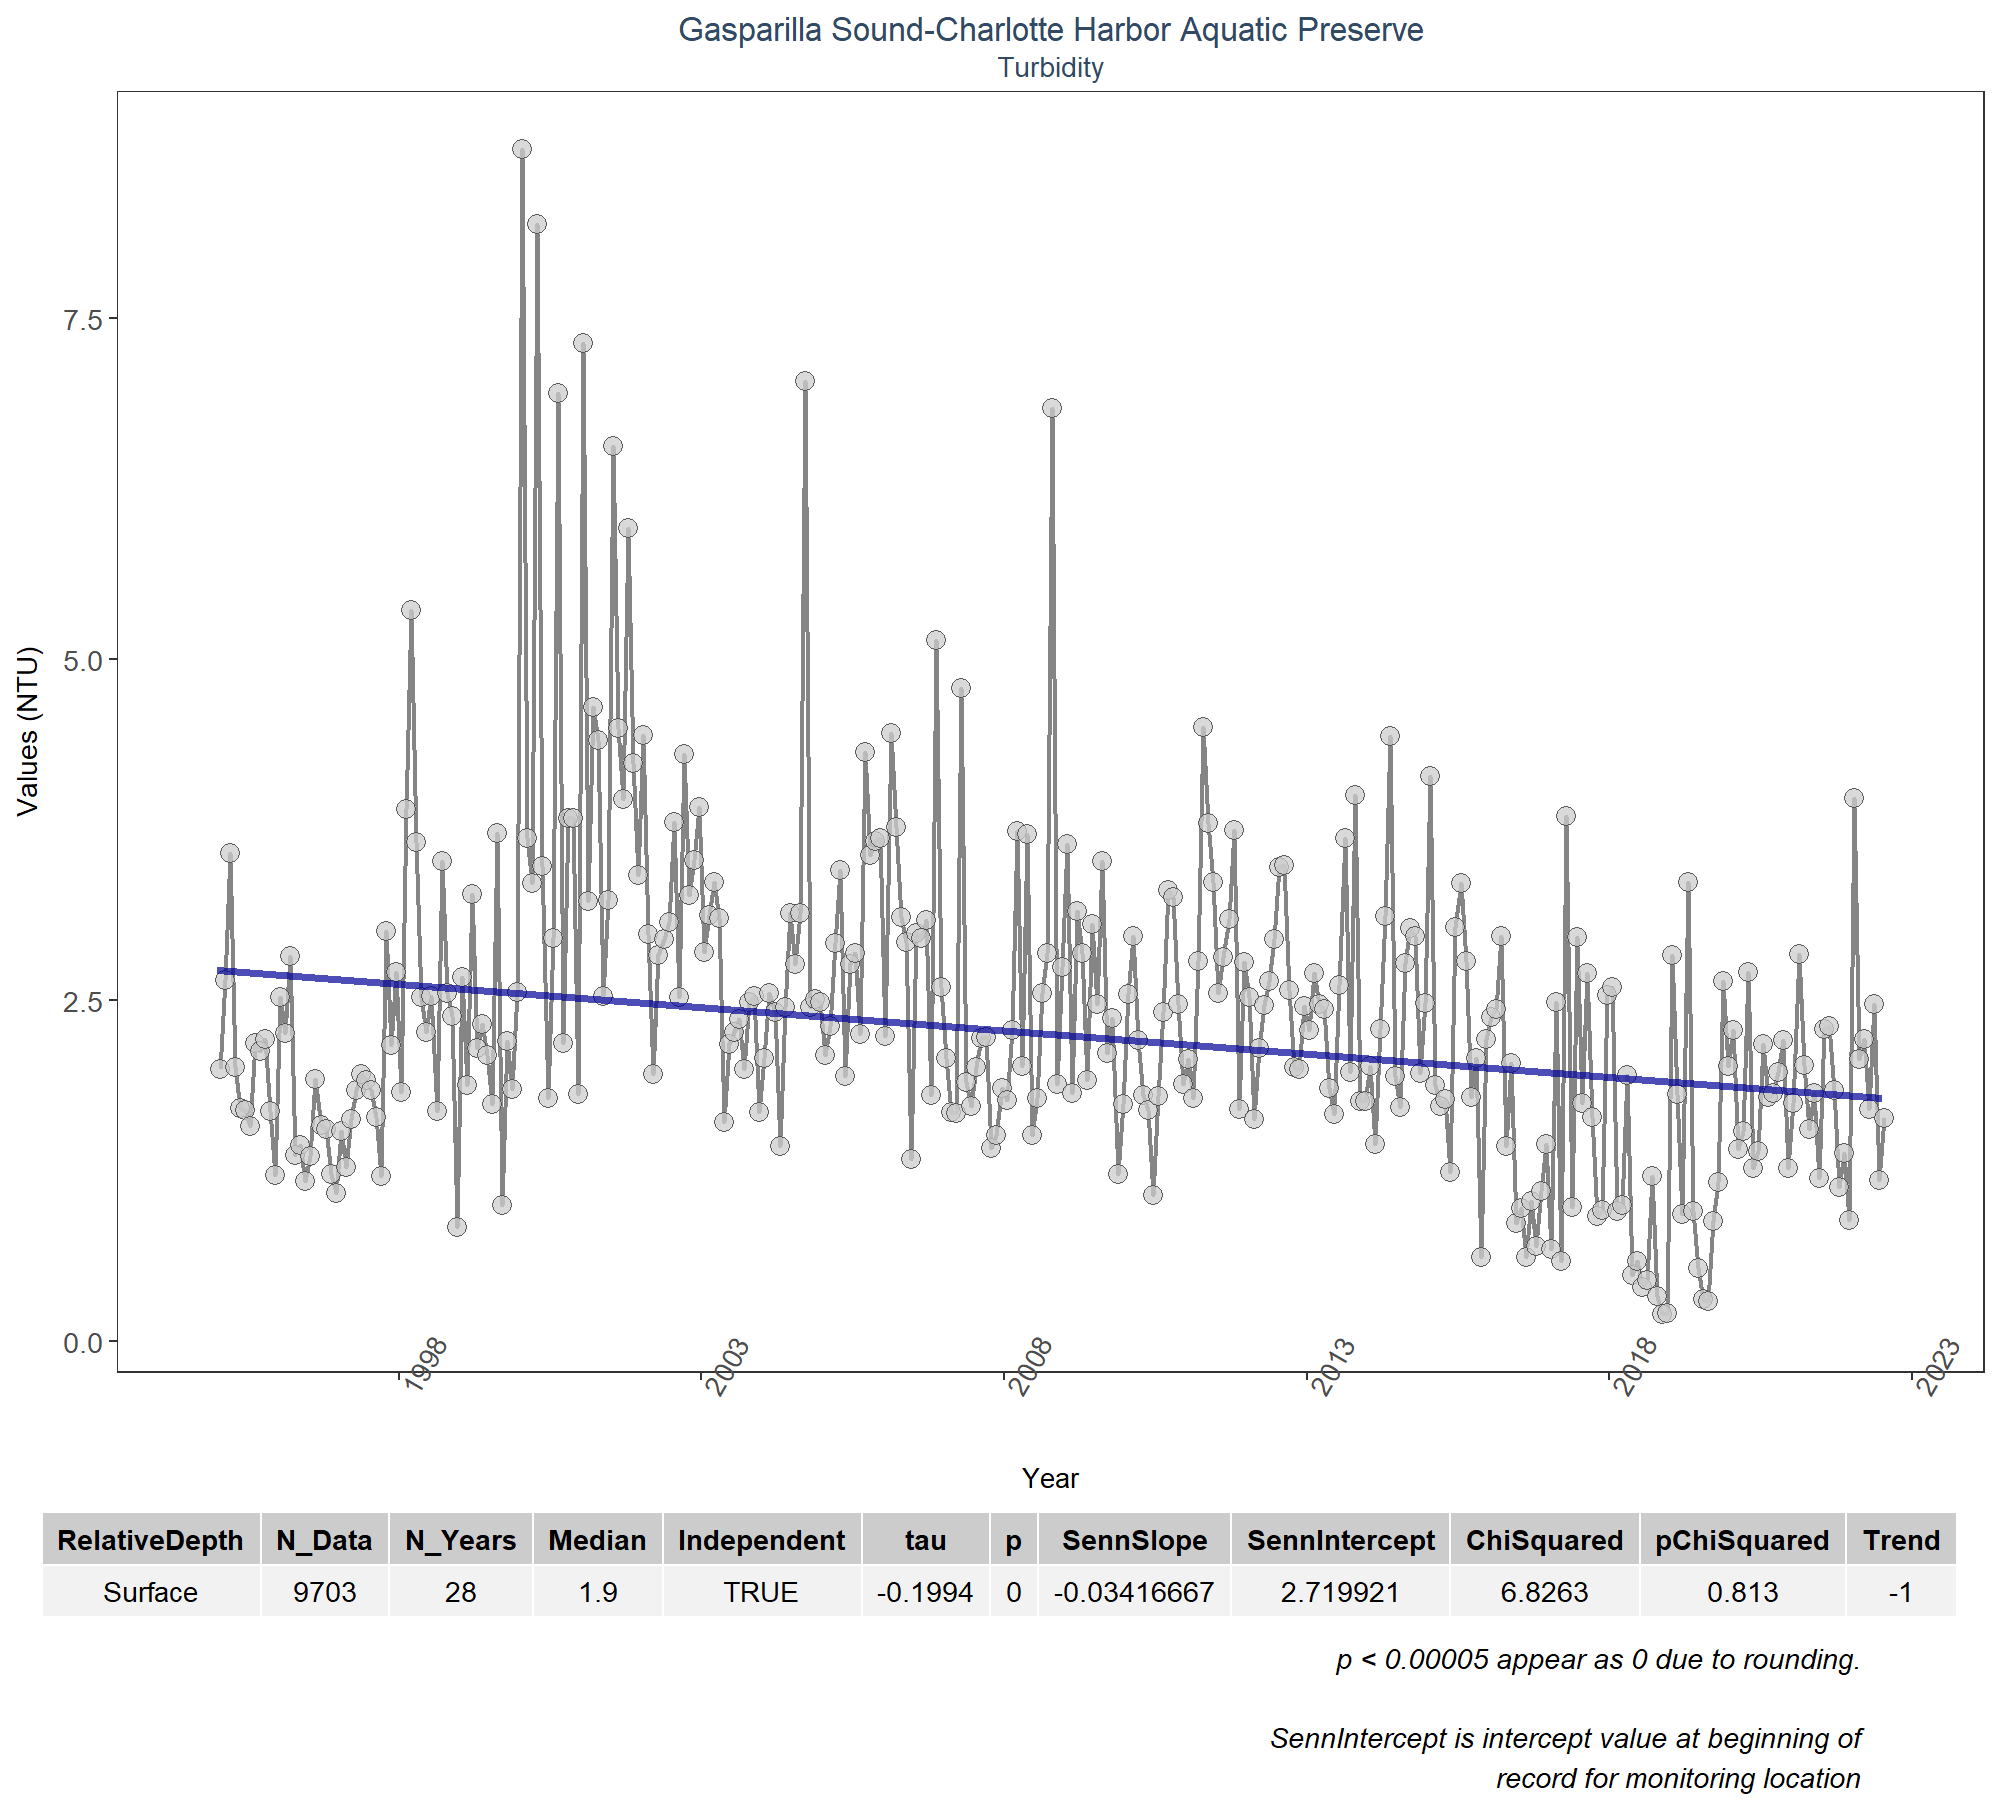 Gasparilla Sound-Charlotte Harbor Aquatic Preserve
Turbidity
Values (NTU)
7.5
5.0
2.5
0.0
1998 2003 2008 2013 2018 2023
Year
RelativeDepth N_Data N_Years Median Independent tau p SennSlope SennIntercept ChiSquared pChiSquared Trend
Surface 9703 28 1.9 TRUE -0.1994 0 -0.03416667 2.719921 6.8263 0.813 -1
p < 0.00005 appear as 0 due to rounding.
SennIntercept is intercept value at beginning of
record for monitoring location